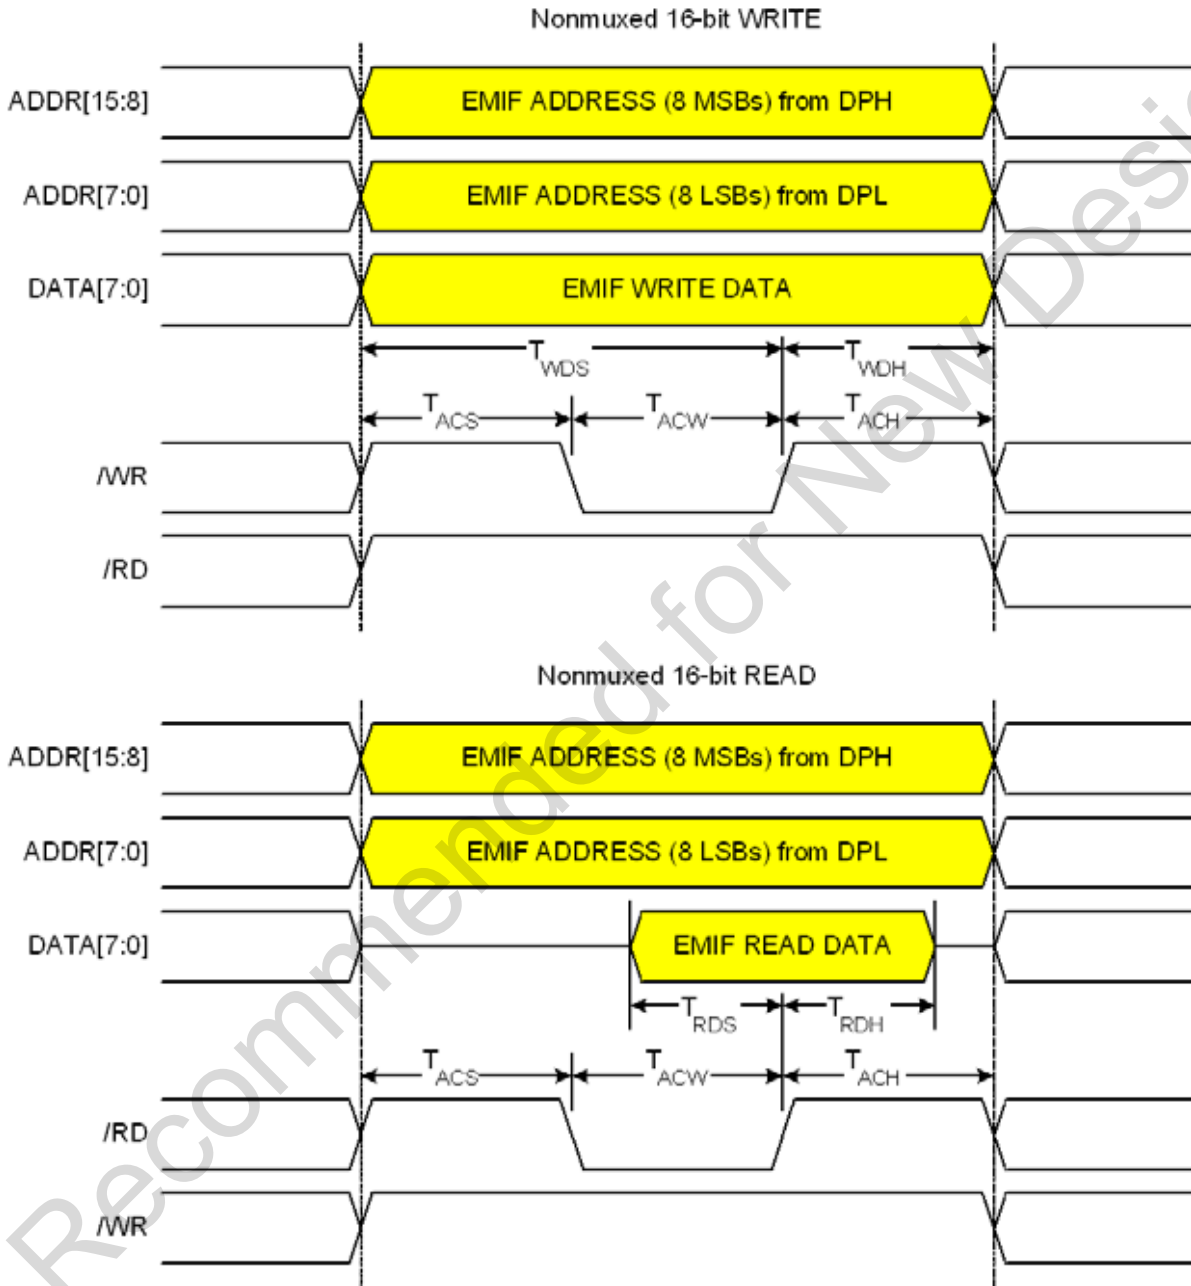 Nonmuxed 16-bit WRITE
ADDR[15:8] EMIF ADDRESS (8 MSBs) from DPH
ADDR[7:0] EMIF ADDRESS (8 LSBs) from DPL
DATA[7:0] EMIF WRITE DATA
TWDS TWDH
TACS TACW TACH
/WR
/RD
Nonmuxed 16-bit READ
ADDR[15:8] EMIF ADDRESS (8 MSBs) from DPH
ADDR[7:0] EMIF ADDRESS (8 LSBs) from DPL
DATA[7:0] EMIF READ DATA
TRDS TRDH
TACS TACW TACH
/RD
/WR
Recommended for New